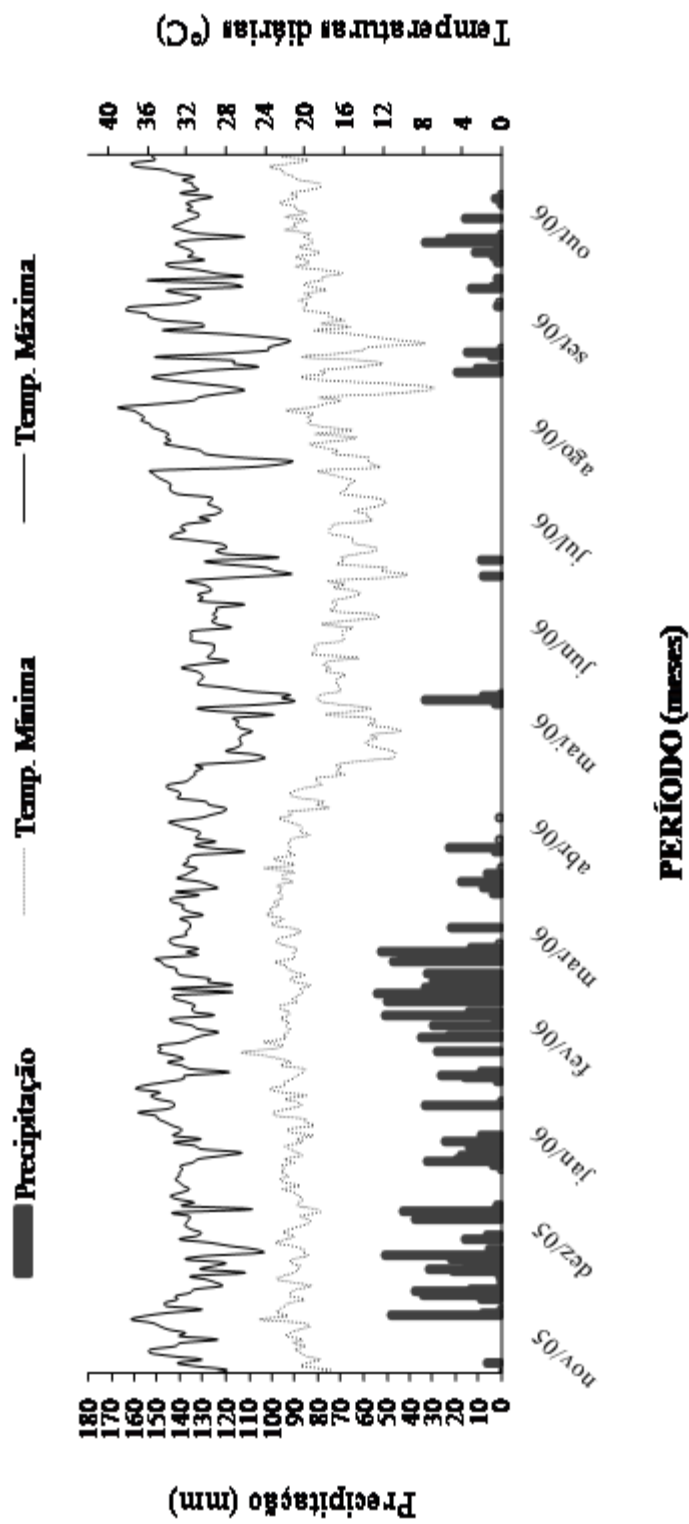 Precipitação
Temp. Mínima
Temp. Máxima
Precipitação (mm)
180
170
160
150
140
130
120
110
100
90
80
70
60
50
40
30
20
10
0
Temperaturas diárias (°C)
40
36
32
28
24
20
16
12
8
4
0
nov/05
dez/05
jan/06
fev/06
mar/06
abr/06
mai/06
jun/06
jul/06
ago/06
set/06
out/06
PERÍODO (meses)